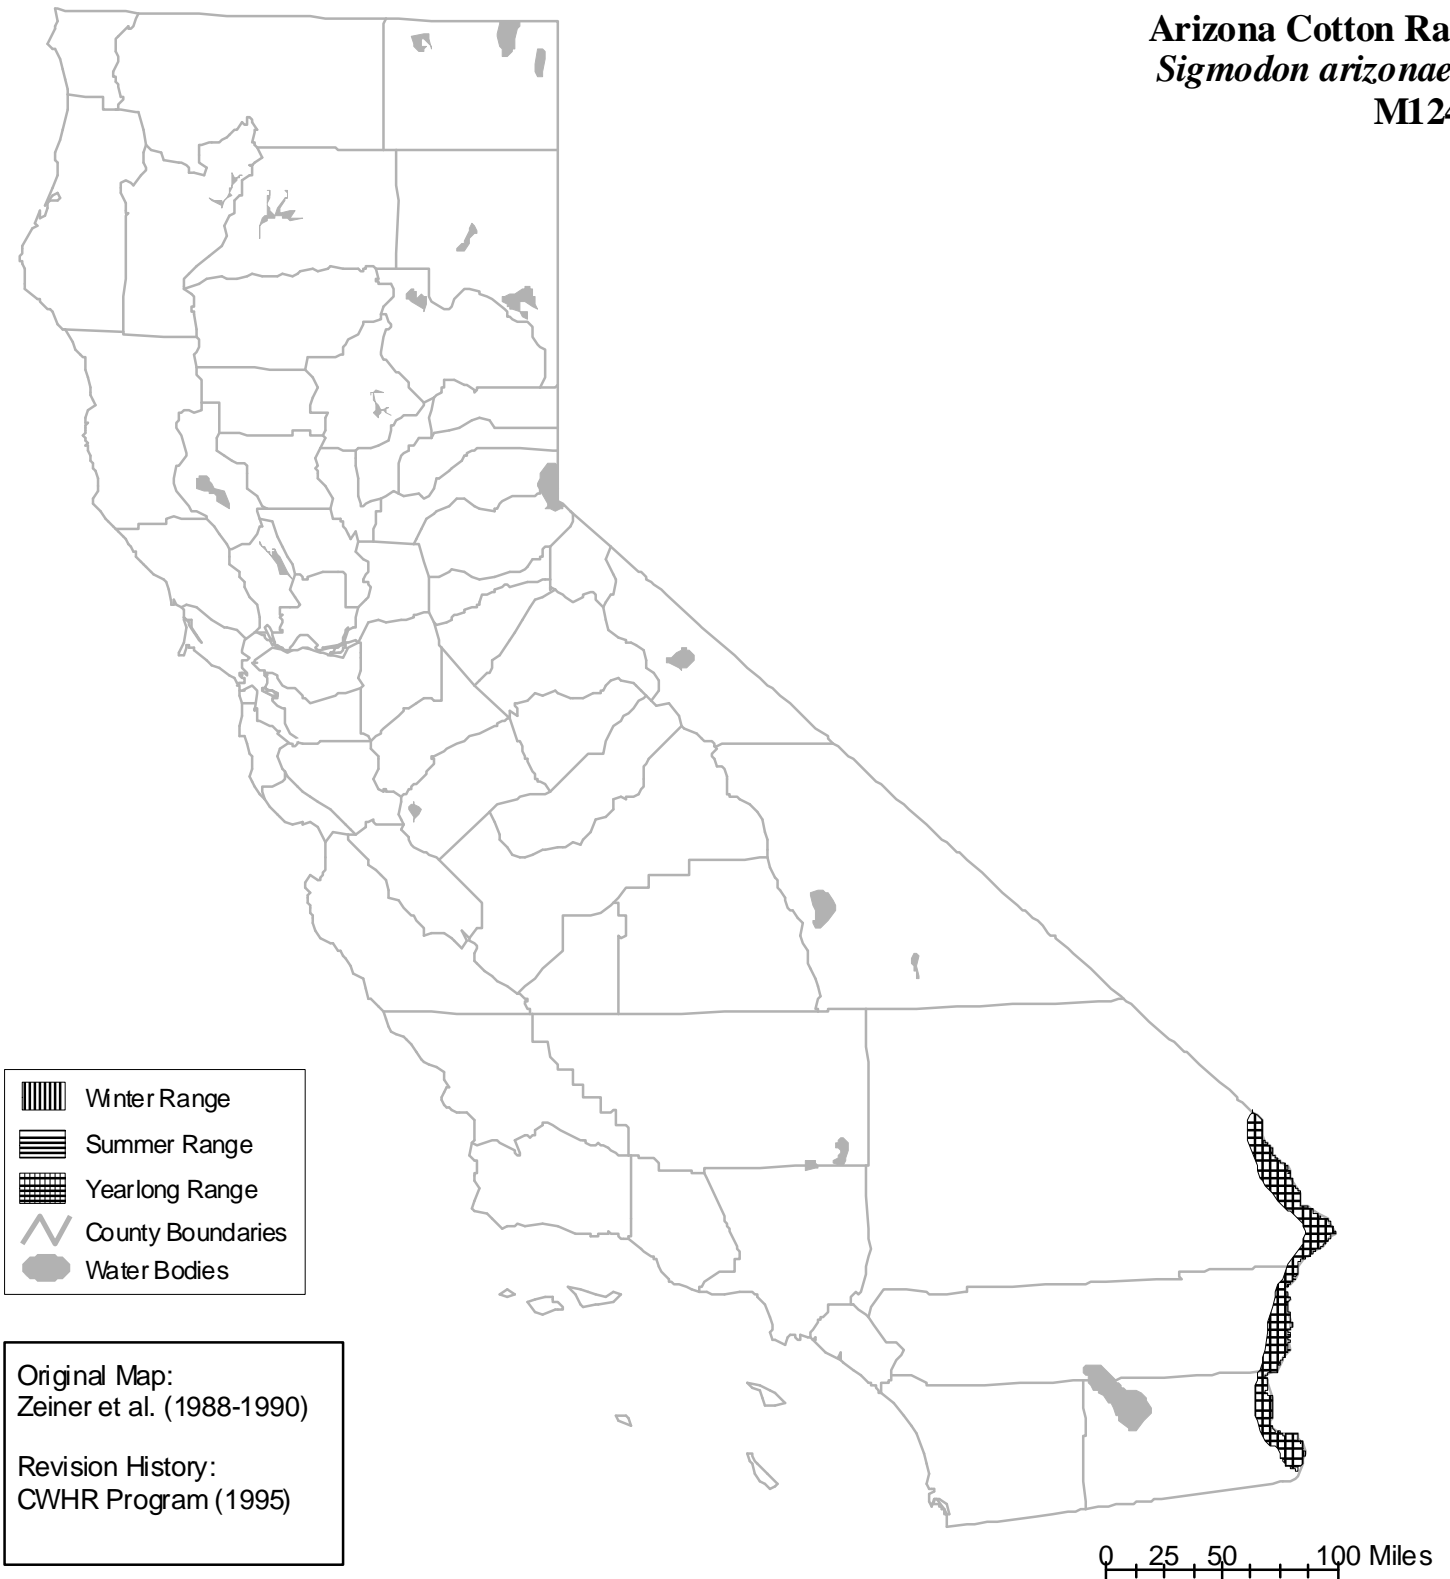 Arizona Cotton Ra
Sigmodon arizonae
M124
Winter Range
Summer Range
Yearlong Range
County Boundaries
Water Bodies
Original Map:
Zeiner et al. (1988-1990)
Revision History:
CWHR Program (1995)
0 25 50 100 Miles